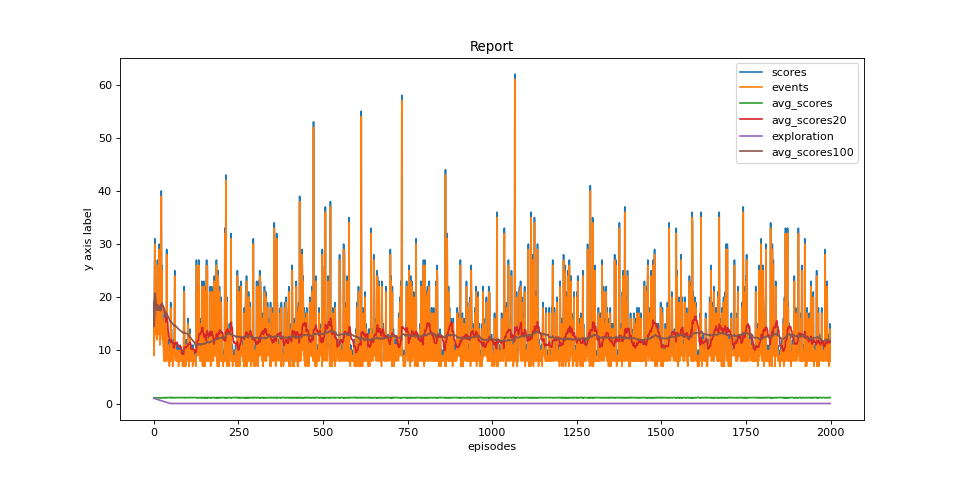 Report
scores
events
avg_scores
avg_scores20
exploration
avg_scores100
y axis label
60
50
40
30
20
10
0
0 250 500 750 1000 1250 1500 1750 2000
episodes